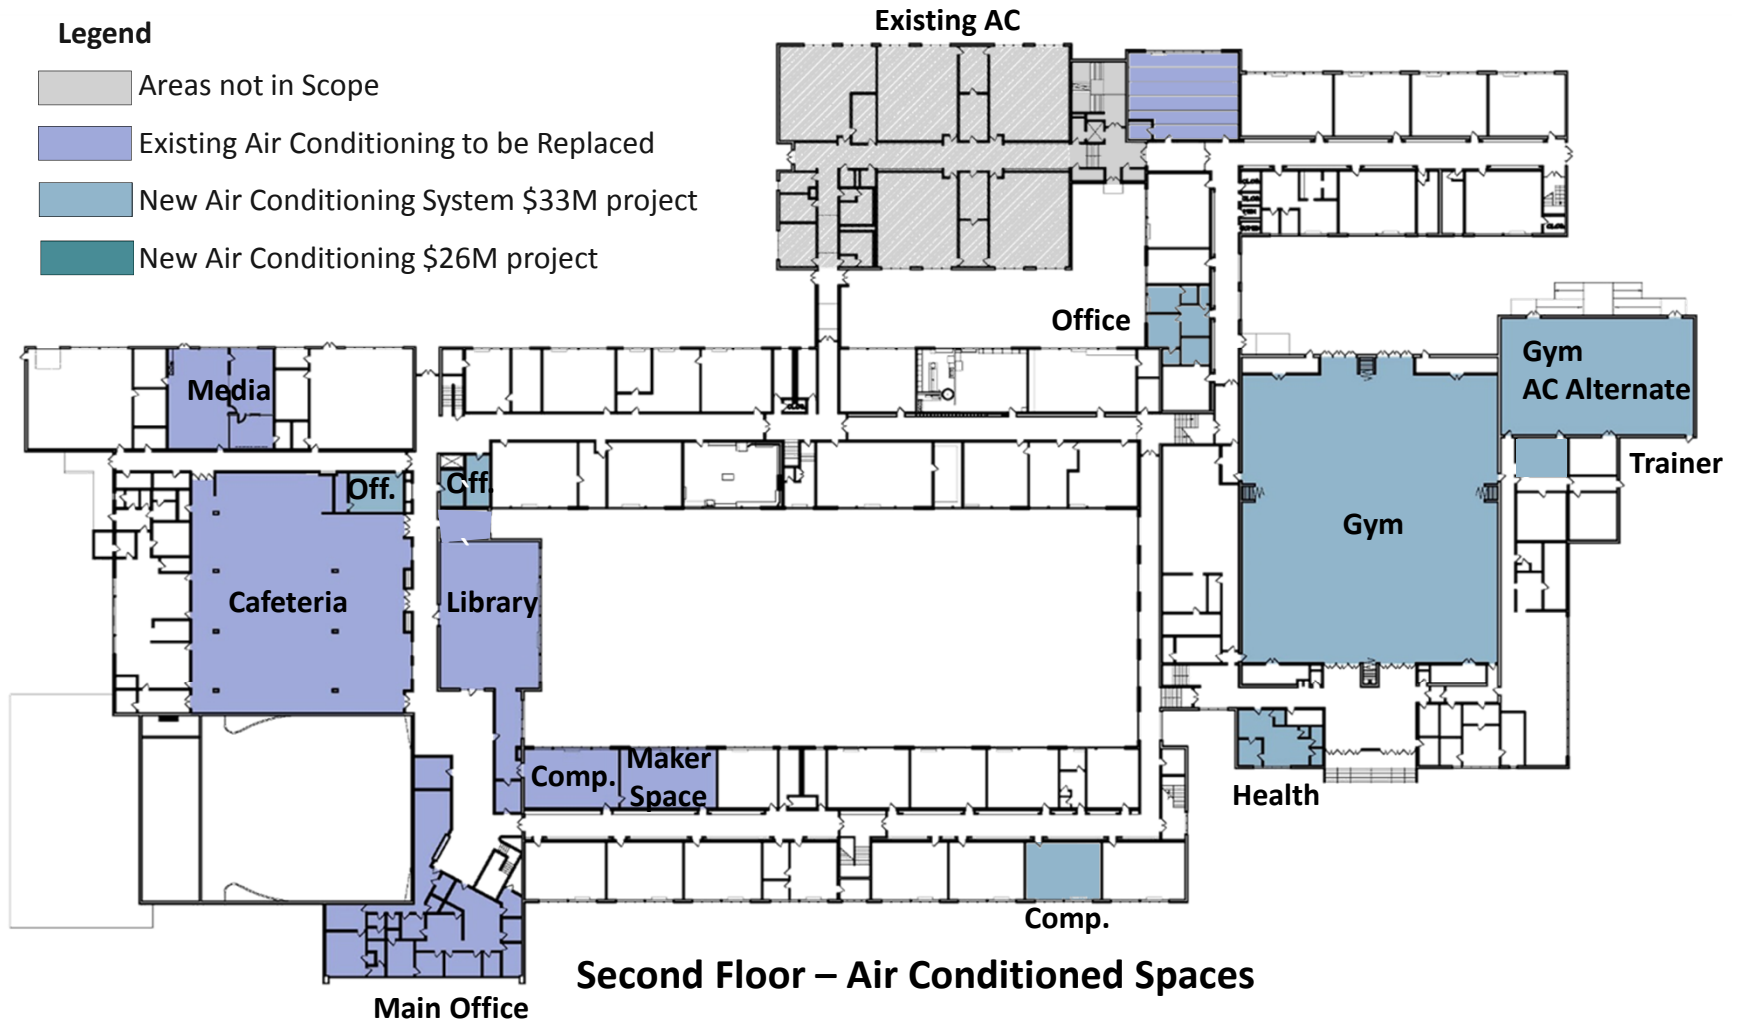 Existing AC
Legend
Areas not in Scope
Existing Air Conditioning to be Replaced
New Air Conditioning System $33M project
New Air Conditioning $26M project
Office
Gym
AC Alternate
Media
Trainer
Off.
Off.
Gym
Cafeteria
Library
Comp.
Maker
Space
Health
Comp.
Second Floor – Air Conditioned Spaces
Main Office